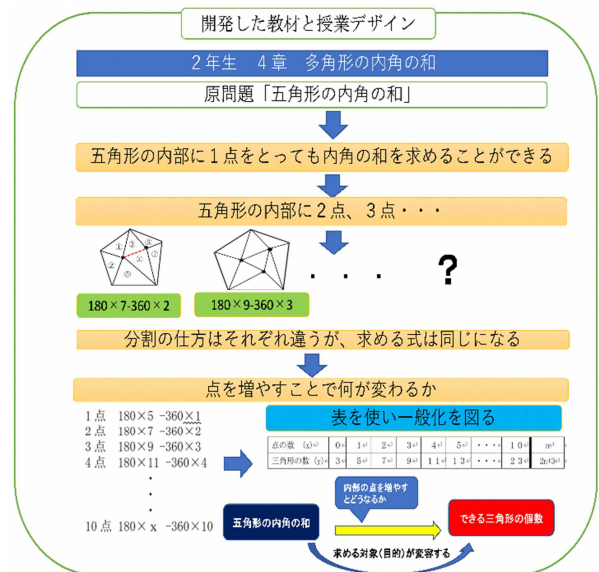 開発した教材と授業デザイン
2年生 4章 多角形の内角の和
原問題「五角形の内角の和」
五角形の内部に1点をとっても内角の和を求めることができる
五角形の内部に2点、3点・・・
① ③ ④ ② ⑥ ⑦ ⑤
・ ・ ・ ?
180×7-360×2
180×9-360×3
分割の仕方はそれぞれ違うが、求める式は同じになる
点を増やすことで何が変わるか
1点 180×5 -360×1
2点 180×7 -360×2
3点 180×9 -360×3
4点 180×11 -360×4
・
・
・
10点 180×x -360×10
表を使い一般化を図る
点の数 (x) 0 1 2 3 4 5 ・・・ 10 n
三角形の数 (y) 3 5 7 9 11 13 ・・・ 23 2n+3
内部の点を増やす
とどうなるか
五角形の内角の和
できる三角形の個数
求める対象(目的)が変容する